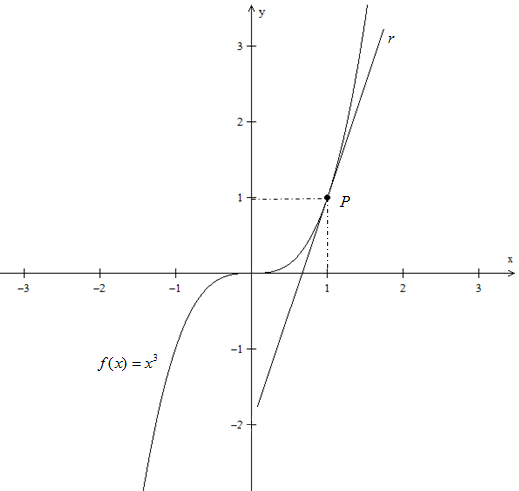 y
3
r
2
1
P
x
–3
–2
–1
1
2
3
–1
f(x) = x³
–2